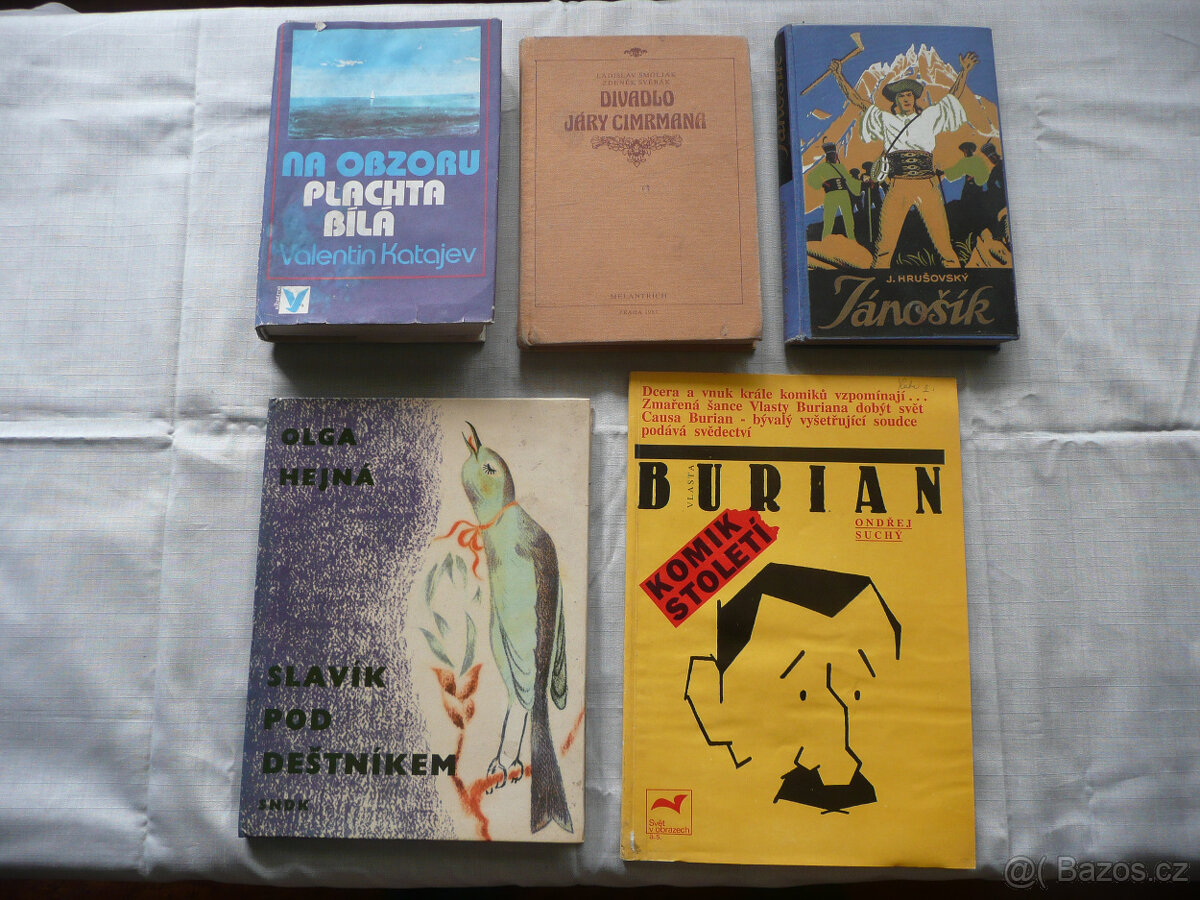 NA OBZORU
PLACHTA
BÍLÁ
Valentin Katajev
albatros
LADISLAV SMOLJAK
ZDENĚK SVĚRÁK
DIVADLO
JÁRY CIMRMANA
MELANTRICH
J. HRUŠOVSKÝ
Jánošík
OLGA
HEJNÁ
SLAVÍK
POD
DEŠTNÍKEM
SNDK
Dcera a vnuk krále komiků vzpomínají...
Zmařená šance Vlasty Buriana dobýt svět
Causa Burian - bývalý vyšetřující soudce
podává svědectví
VLASTA
BURIAN
ONDŘEJ
SUCHÝ
KOMIK
STOLETÍ
Svět
v obrazech
a.s.
@( Bazos.cz